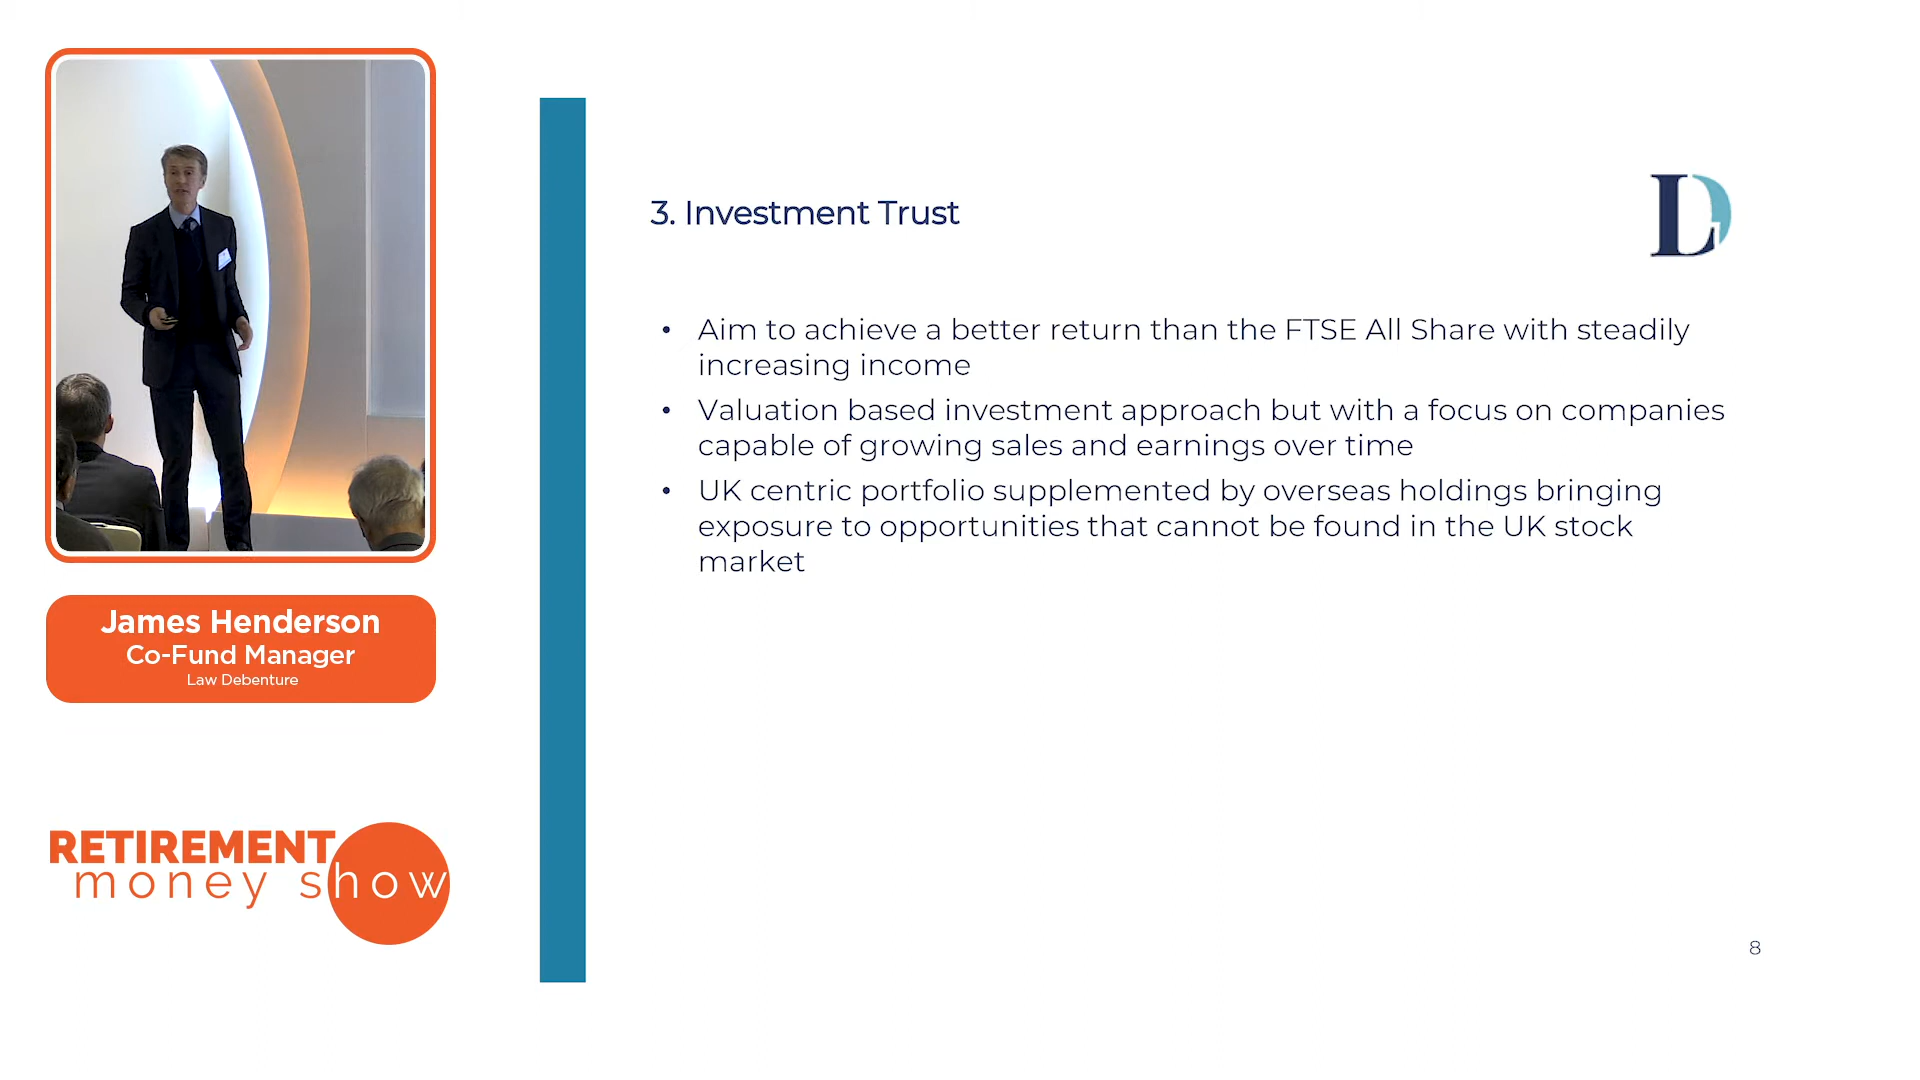 James Henderson
Co-Fund Manager
Law Debenture
RETIREMENT
money show
3. Investment Trust
LD
• Aim to achieve a better return than the FTSE All Share with steadily
increasing income
• Valuation based investment approach but with a focus on companies
capable of growing sales and earnings over time
• UK centric portfolio supplemented by overseas holdings bringing
exposure to opportunities that cannot be found in the UK stock
market
8